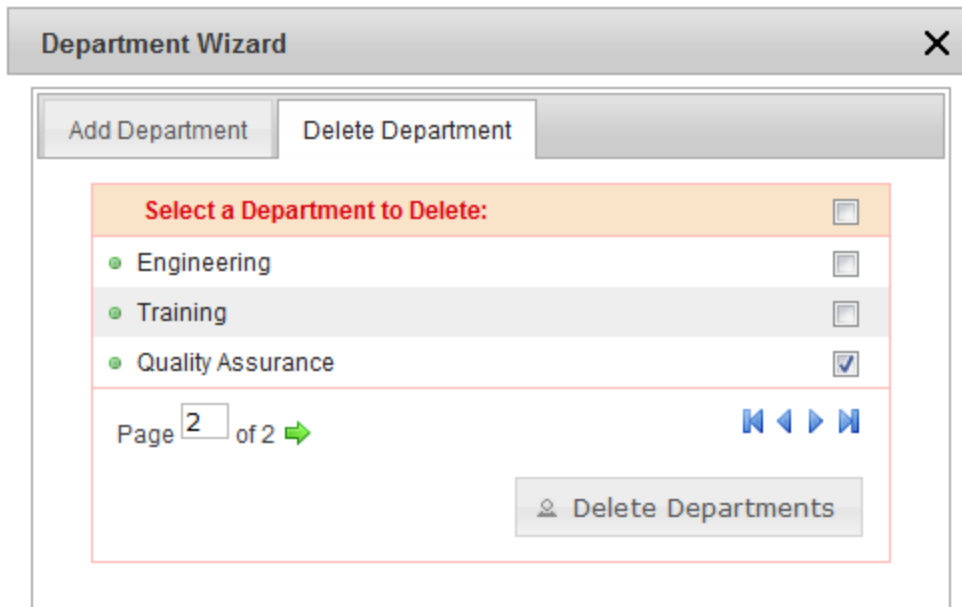 Department Wizard
Add Department Delete Department
Select a Department to Delete:
Engineering
Training
Quality Assurance
Page 2 of 2
Delete Departments